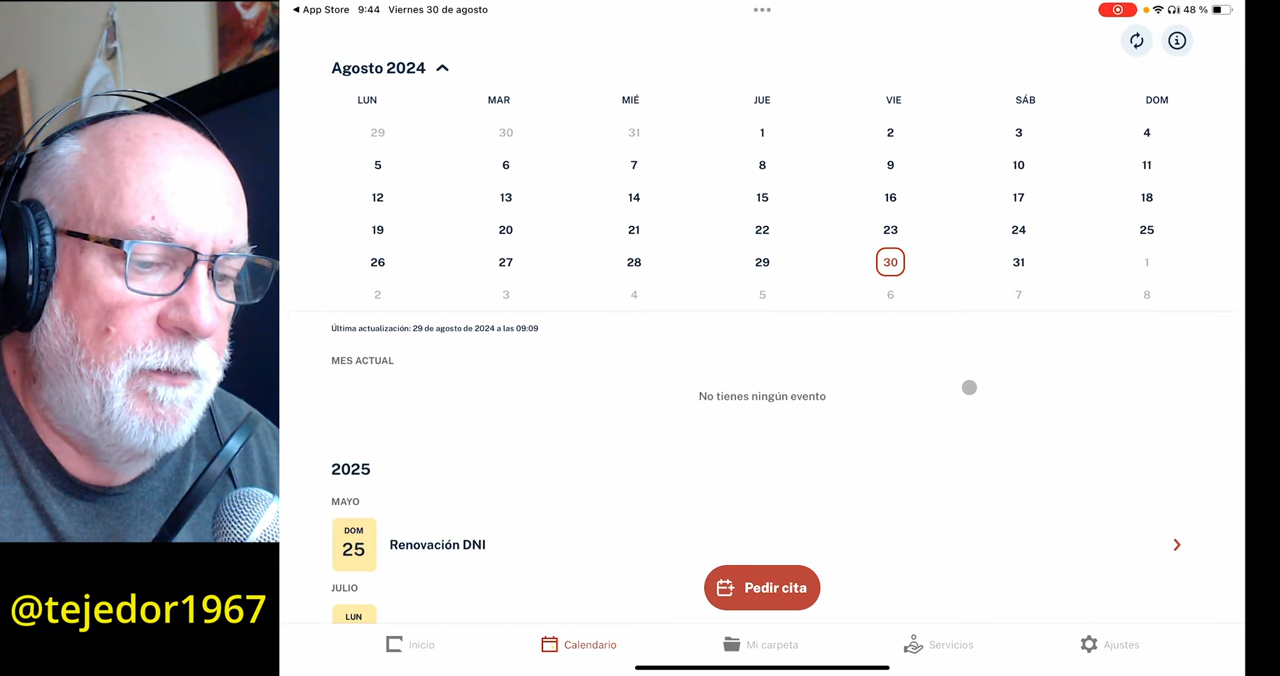 App Store 9:44 Viernes 30 de agosto 48 %
Agosto 2024
LUN MAR MIÉ JUE VIE SÁB DOM
29 30 31 1 2 3 4
5 6 7 8 9 10 11
12 13 14 15 16 17 18
19 20 21 22 23 24 25
26 27 28 29 30 31 1
2 3 4 5 6 7 8
Última actualización: 29 de agosto de 2024 a las 09:09
MES ACTUAL
No tienes ningún evento
2025
MAYO
DOM
25 Renovación DNI
JULIO
LUN
Pedir cita
Inicio Calendario Mi carpeta Servicios Ajustes
@tejedor1967